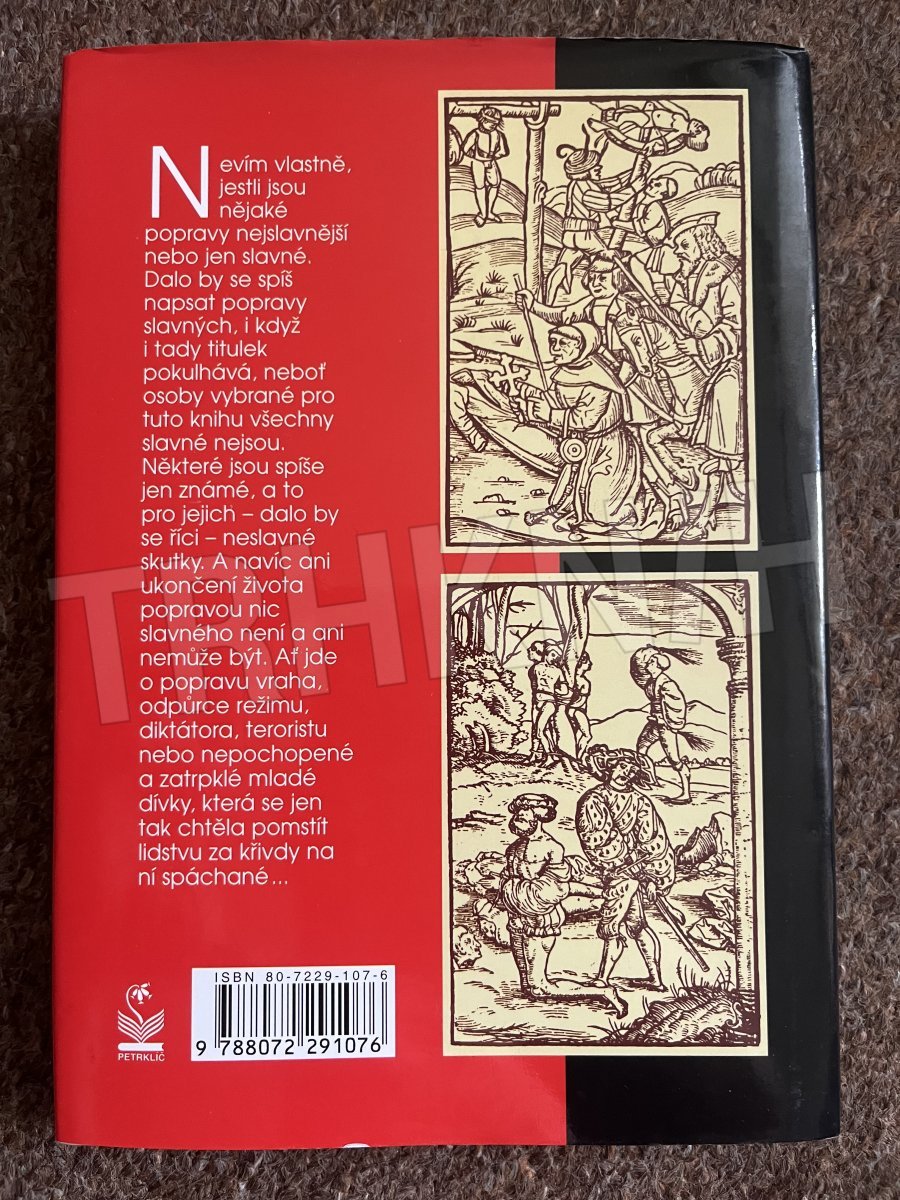 Nevím vlastně,
jestli jsou
nějaké
popravy nejslavnější
nebo jen slavné.
Dalo by se spíš
napsat popravy
slavných, i když
i tady titulek
pokulhává, neboť
osoby vybrané pro
tuto knihu všechny
slavné nejsou.
Některé jsou spíše
jen známé, a to
pro jejich – dalo by
se říci – neslavné
skutky. A navíc ani
ukončení života
popravou nic
slavného není a ani
nemůže být. Ať jde
o popravu vraha,
odpůrce režimu,
diktátora, teroristu
nebo nepochopené
a zatrpklé mladé
dívky, která se jen
tak chtěla pomstít
lidstvu za křivdy na
ní spáchané...
ISBN 80-7229-107-6
9 788072 291076
PETRKLÍČ
TRHKNIH